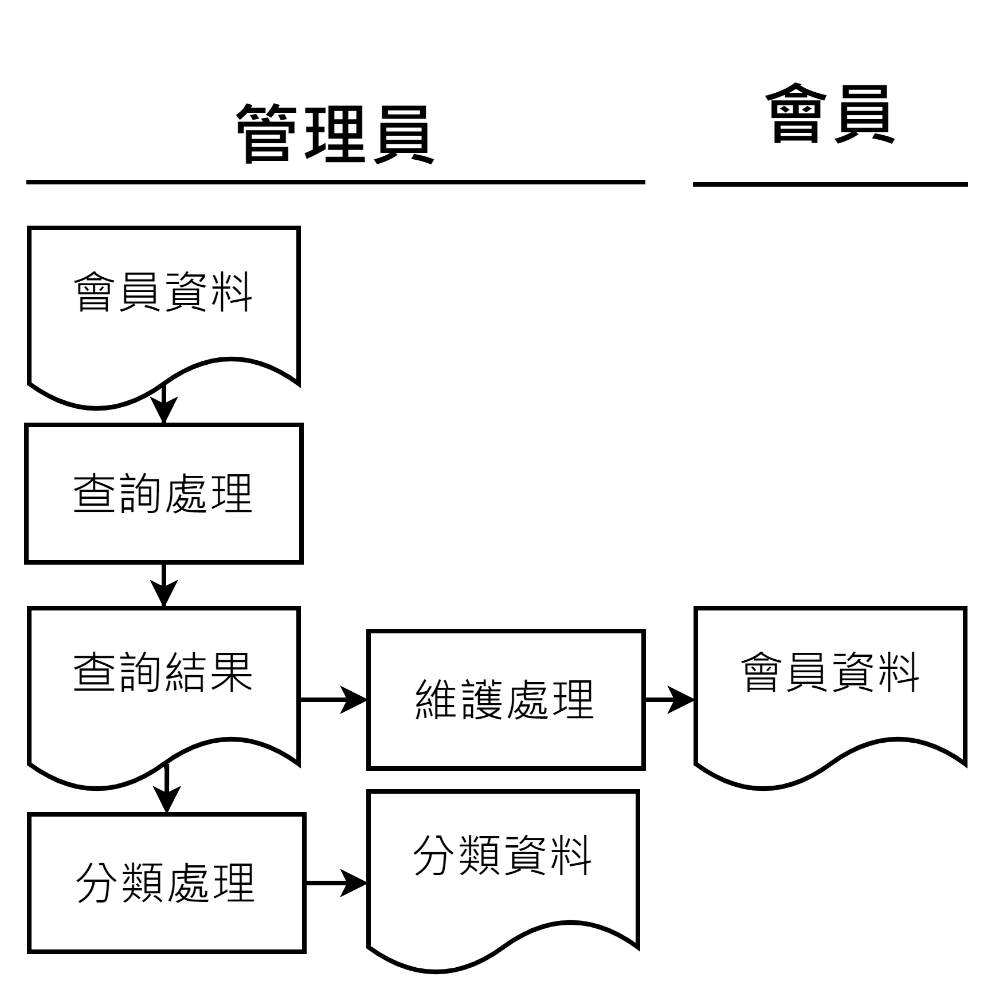 管理員
會員
會員資料
查詢處理
查詢結果
維護處理
會員資料
分類處理
分類資料